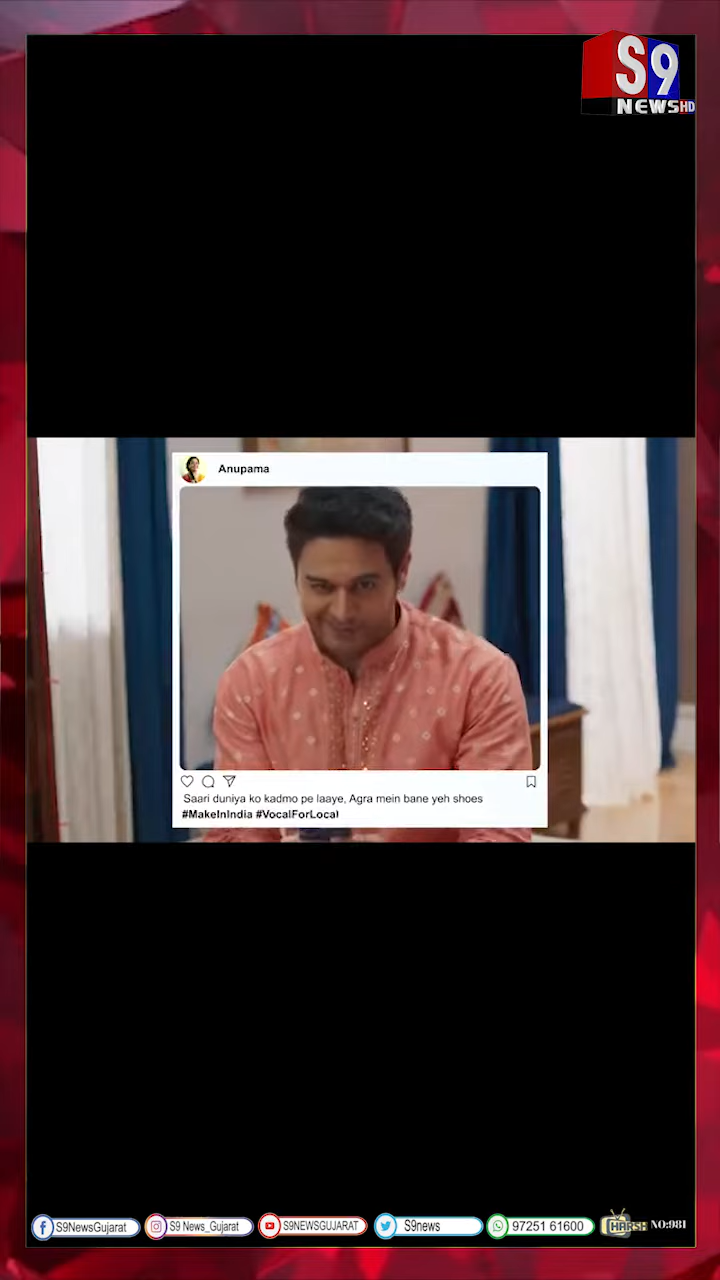 S9
NEWS HD
Anupama
Saari duniya ko kadmo pe laaye, Agra mein bane yeh shoes
#MakeInIndia #VocalForLocal
S9NewsGujarat
S9 News_Gujarat
S9NEWSGUJARAT
S9news
97251 61600
HARSH NO:981